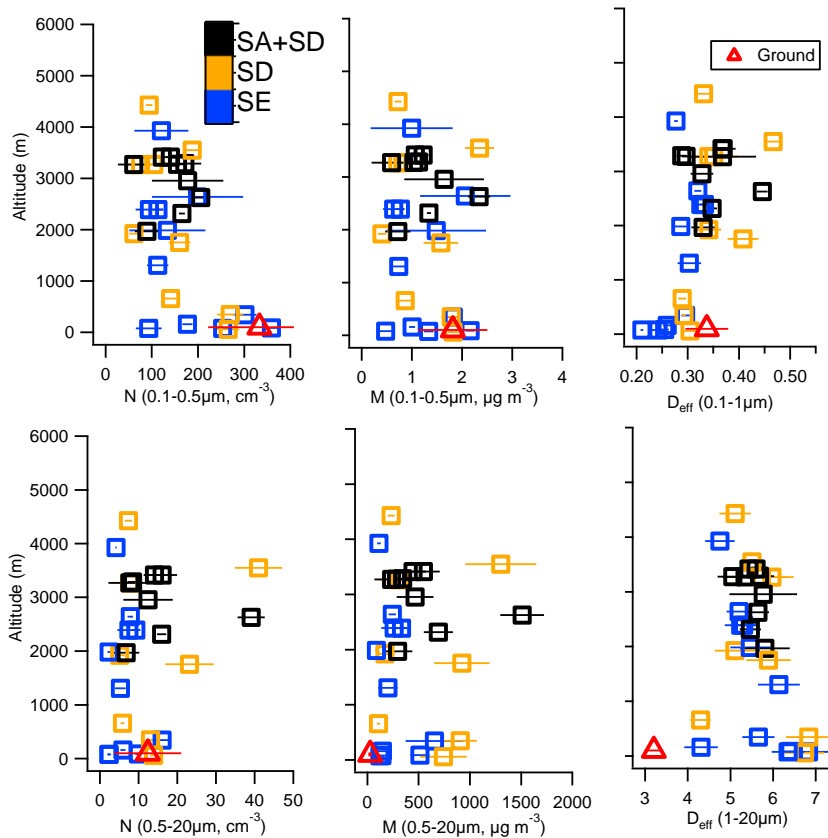 6000
5000
4000
3000
2000
1000
0
Altitude (m)
0 100 200 300 400
N (0.1-0.5µm, cm⁻³)
SA+SD
SD
SE
0 1 2 3 4
M (0.1-0.5µm, µg m⁻³)
Ground
0.20 0.30 0.40 0.50
D_eff (0.1-1µm)
6000
5000
4000
3000
2000
1000
0
Altitude (m)
0 10 20 30 40 50
N (0.5-20µm, cm⁻³)
0 500 1000 1500 2000
M (0.5-20µm, µg m⁻³)
3 4 5 6 7
D_eff (1-20µm)